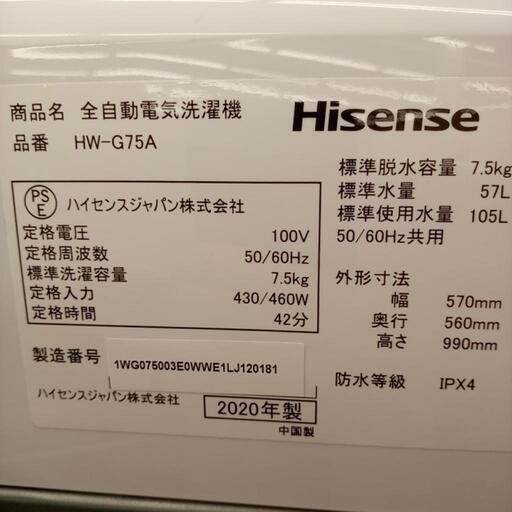 商品名 全自動電気洗濯機
Hisense
品番 HW-G75A
PS
E
ハイセンスジャパン株式会社
定格電圧 100V
定格周波数 50/60Hz
標準洗濯容量 7.5kg
定格入力 430/460W
定格時間 42分
標準脱水容量 7.5kg
標準水量 57L
標準使用水量 105L
50/60Hz共用
外形寸法
幅 570mm
奥行 560mm
高さ 990mm
防水等級 IPX4
製造番号 1WG075003E0WWE1LJ120181
ハイセンスジャパン株式会社
2020年製
中国製